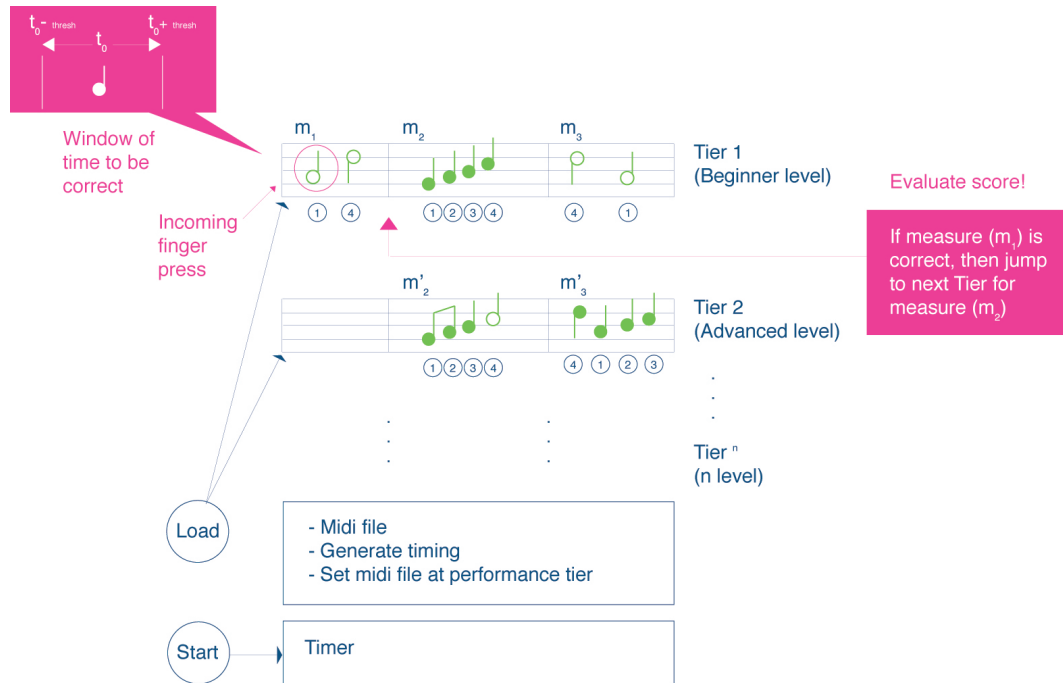 t0- thresh
t0+ thresh
t0
Window of
time to be
correct
Incoming
finger
press
m1
m2
m3
1 4
1 2 3 4
4 1
Tier 1
(Beginner level)
Evaluate score!
If measure (m1) is
correct, then jump
to next Tier for
measure (m2)
m'2
m'3
1 2 3 4
4 1 2 3
Tier 2
(Advanced level)
Tier n
(n level)
Load
- Midi file
- Generate timing
- Set midi file at performance tier
Start
Timer